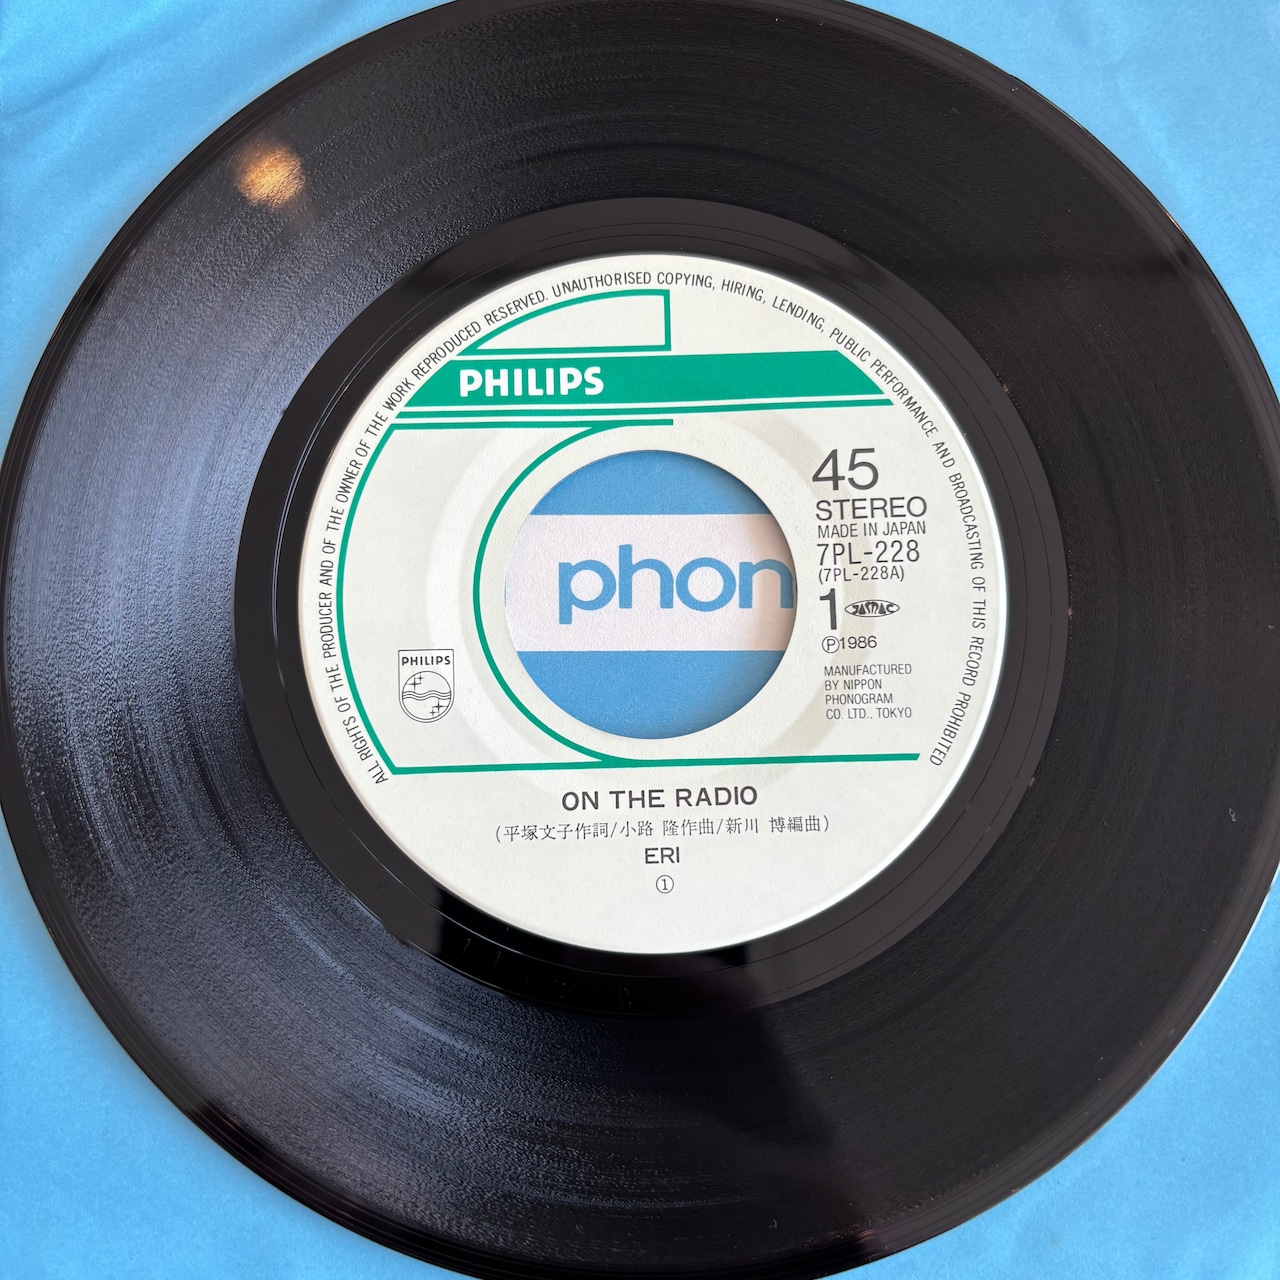 ALL RIGHTS OF THE PRODUCER AND OF THE OWNER OF THE WORK REPRODUCED RESERVED. UNAUTHORISED COPYING, HIRING, LENDING, PUBLIC PERFORMANCE AND BROADCASTING OF THIS RECORD PROHIBITED
PHILIPS
45
STEREO
MADE IN JAPAN
7PL-228
(7PL-228A)
1 JASRAC
Ⓟ1986
MANUFACTURED
BY NIPPON
PHONOGRAM
CO. LTD., TOKYO
phon
PHILIPS
ON THE RADIO
(平塚文子作詞/小路 隆作曲/新川 博編曲)
ERI
①